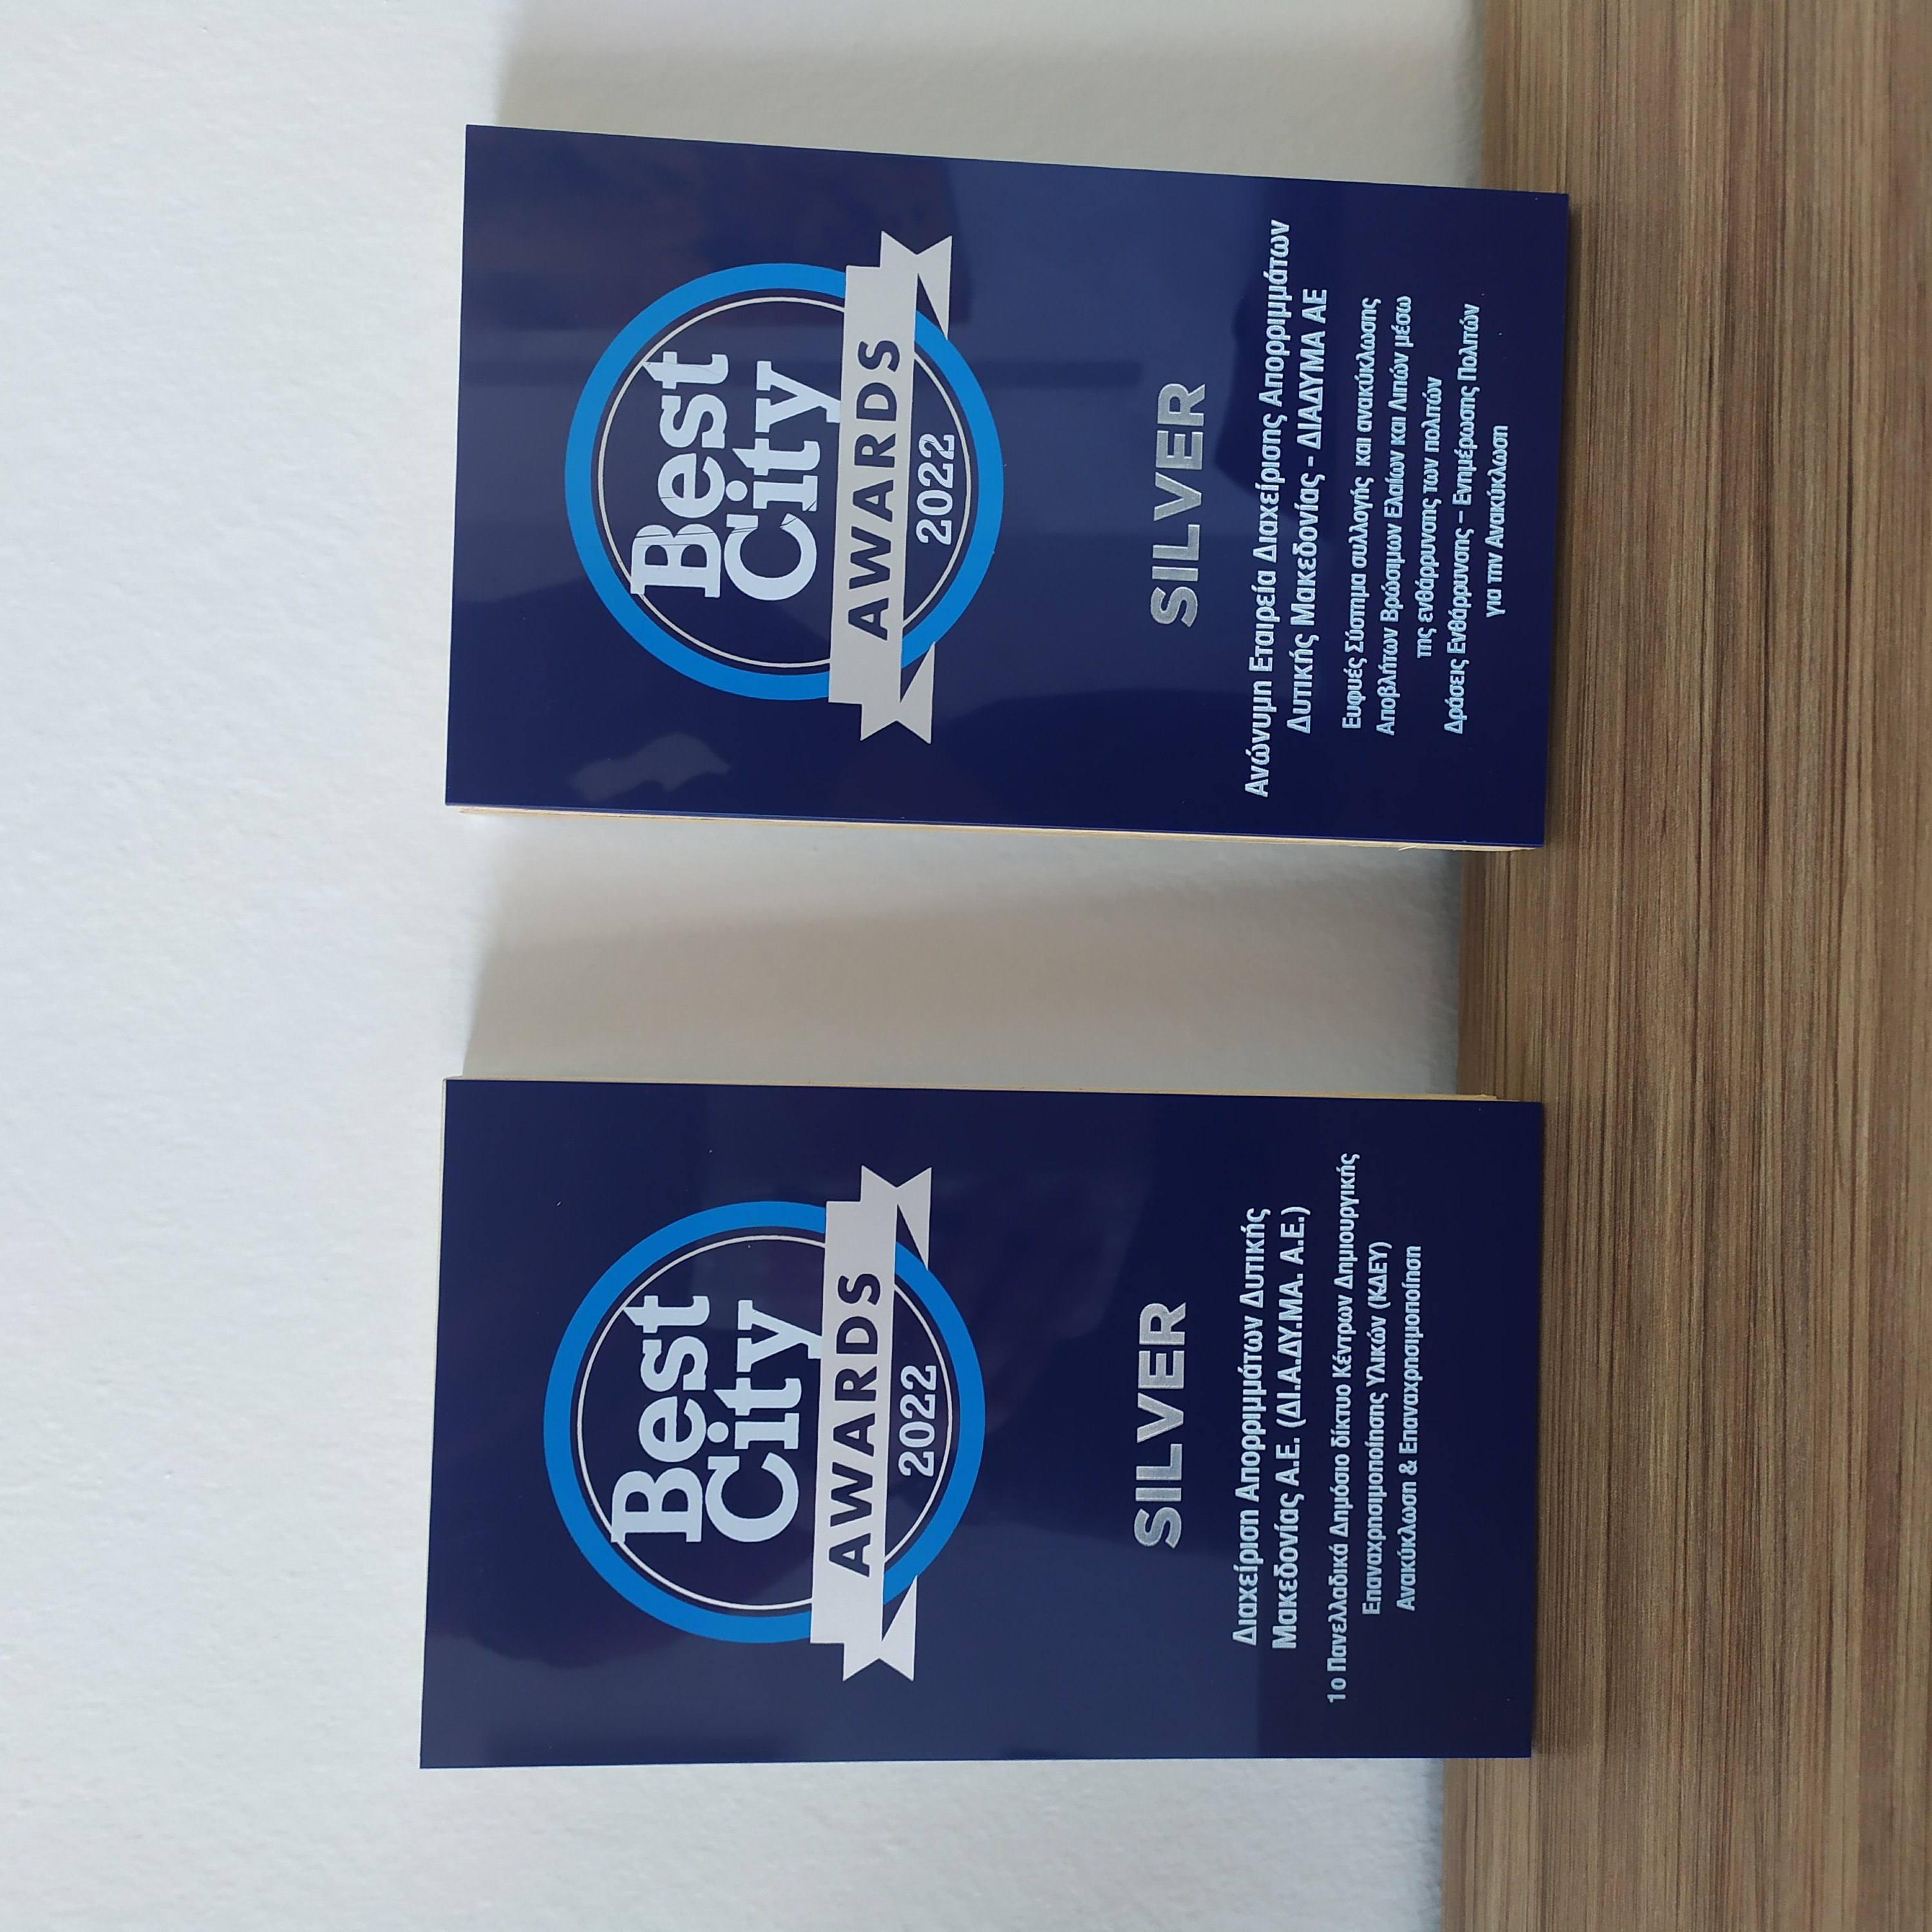 Best
City
AWARDS
2022
SILVER
Διαχείριση Απορριμμάτων Δυτικής
Μακεδονίας Α.Ε. (ΔΙ.Α.ΔΥ.ΜΑ. Α.Ε.)
1ο Πανελλαδικά Δημόσιο δίκτυο Κέντρων Δημιουργικής
Επαναχρησιμοποίησης Υλικών (ΚΔΕΥ)
Ανακύκλωση & Επαναχρησιμοποίηση
Best
City
AWARDS
2022
SILVER
Ανώνυμη Εταιρεία Διαχείρισης Απορριμμάτων
Δυτικής Μακεδονίας - ΔΙΑΔΥΜΑ ΑΕ
Ευφυές Σύστημα συλλογής και ανακύκλωσης
Αποβλήτων Βρώσιμων Ελαίων και Λιπών μέσω
της ενθάρρυνσης των πολιτών
Δράσεις Ενθάρρυνσης – Ενημέρωσης Πολιτών
για την Ανακύκλωση